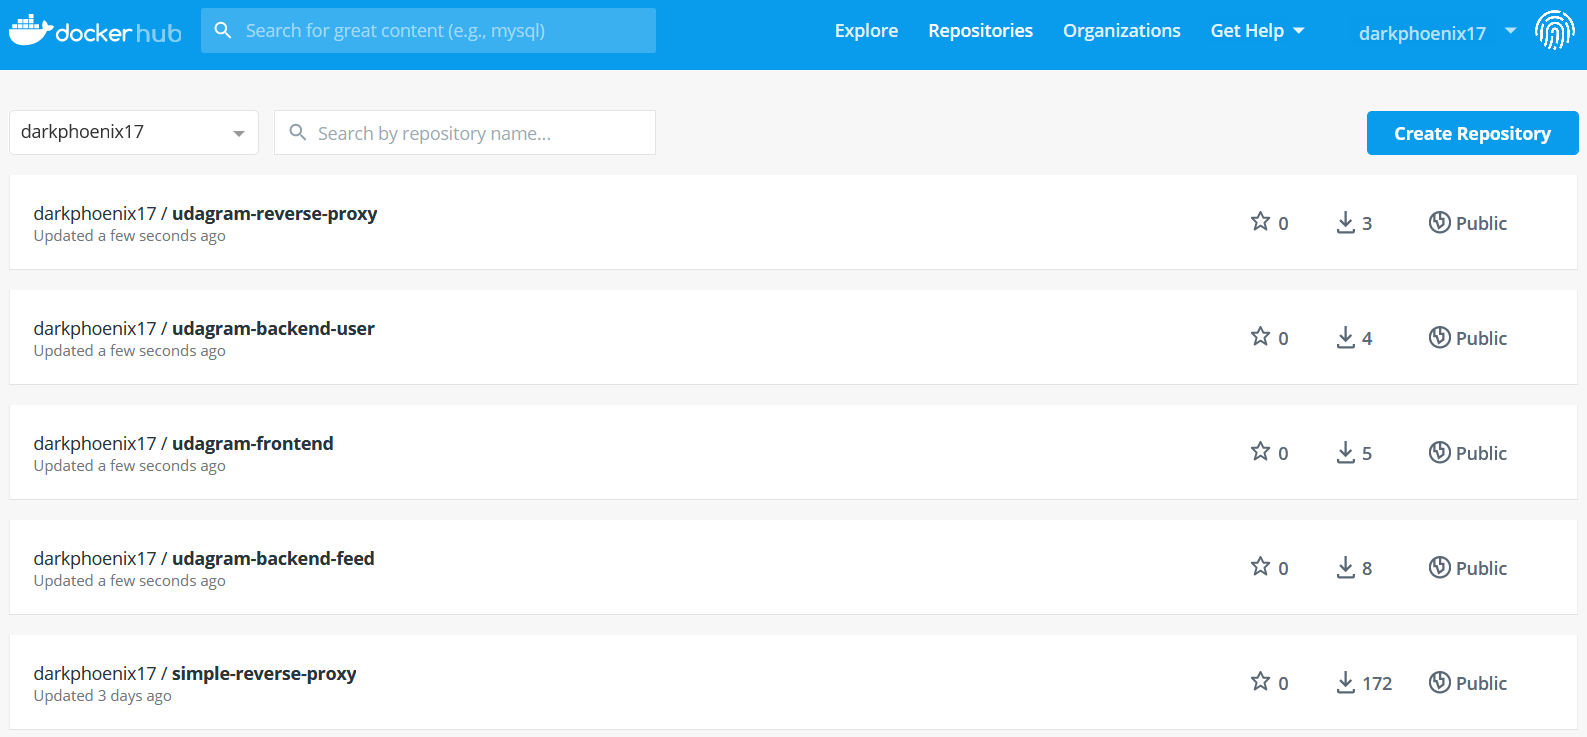 docker hub
Search for great content (e.g., mysql)
Explore
Repositories
Organizations
Get Help
darkphoenix17
darkphoenix17
Search by repository name...
Create Repository
darkphoenix17 / udagram-reverse-proxy
Updated a few seconds ago
0
3
Public
darkphoenix17 / udagram-backend-user
Updated a few seconds ago
0
4
Public
darkphoenix17 / udagram-frontend
Updated a few seconds ago
0
5
Public
darkphoenix17 / udagram-backend-feed
Updated a few seconds ago
0
8
Public
darkphoenix17 / simple-reverse-proxy
Updated 3 days ago
0
172
Public